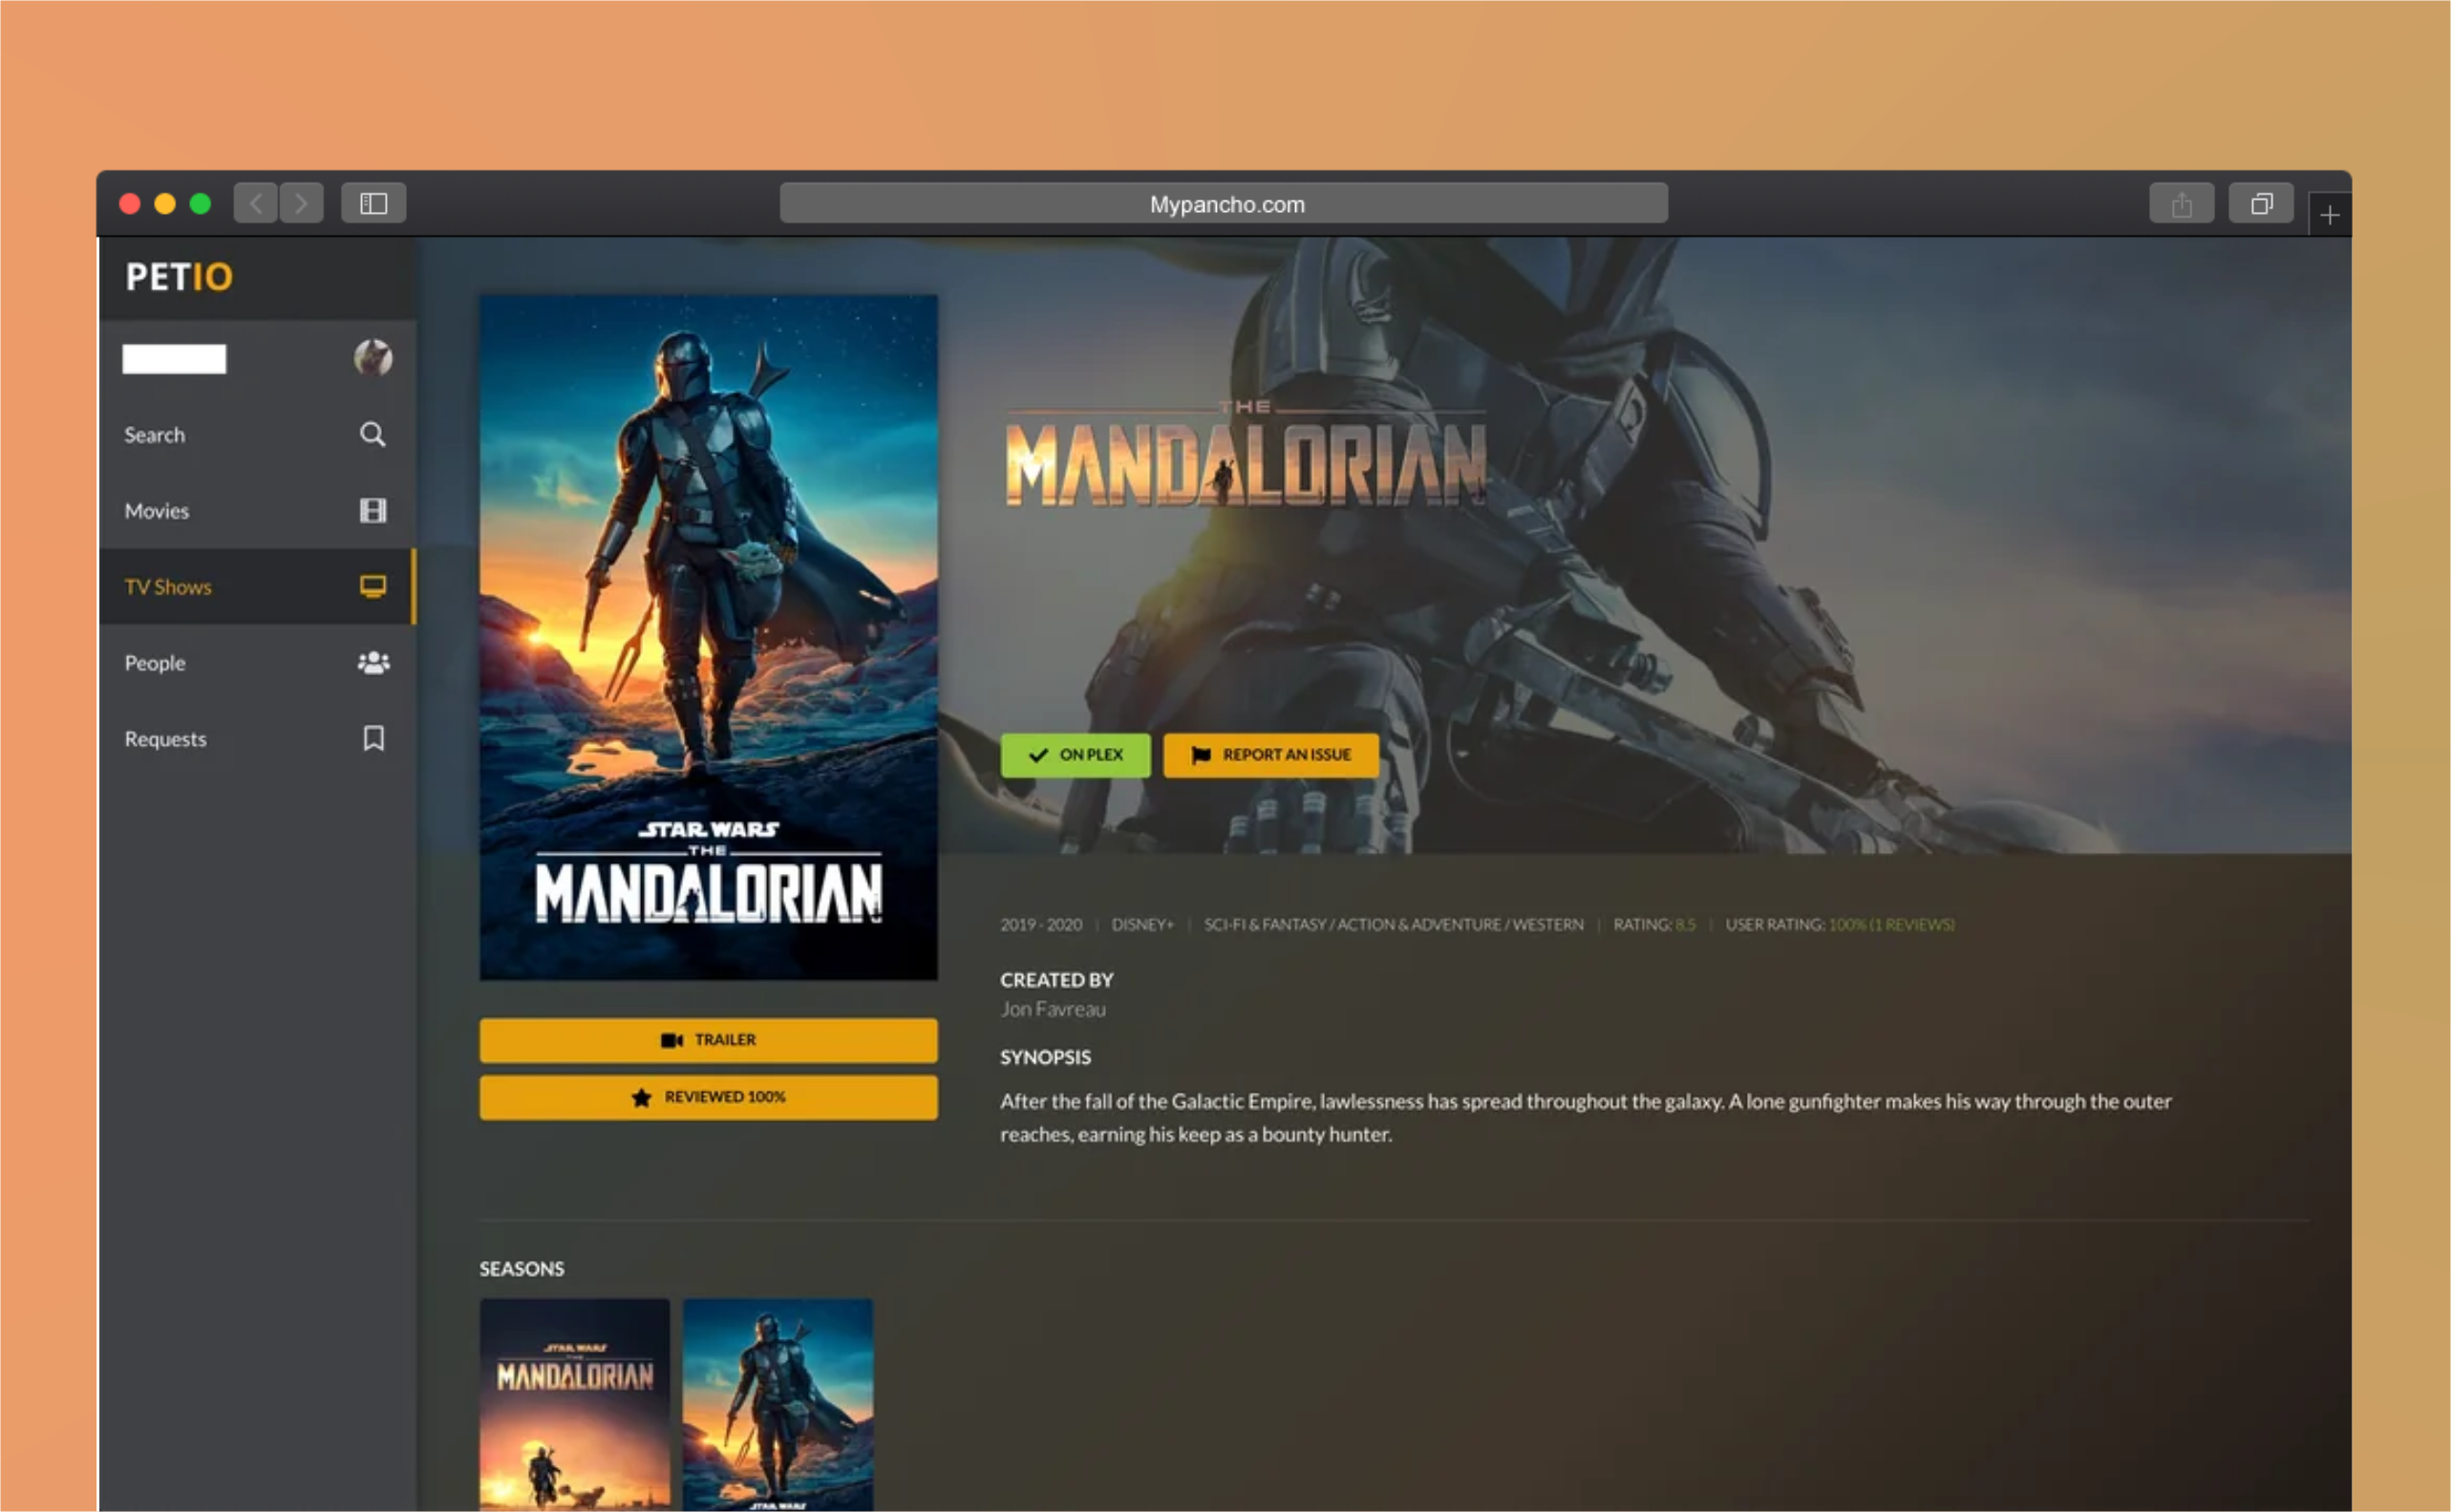 Mypancho.com
PETIO
Search
Movies
TV Shows
People
Requests
STAR WARS
THE
MANDALORIAN
TRAILER
REVIEWED 100%
THE
MANDALORIAN
ON PLEX
REPORT AN ISSUE
2019 - 2020 | DISNEY+ | SCI-FI & FANTASY / ACTION & ADVENTURE / WESTERN | RATING: 8.5 | USER RATING: 100% (1 REVIEWS)
CREATED BY
Jon Favreau
SYNOPSIS
After the fall of the Galactic Empire, lawlessness has spread throughout the galaxy. A lone gunfighter makes his way through the outer
reaches, earning his keep as a bounty hunter.
SEASONS
STAR WARS
THE
MANDALORIAN
STAR WARS